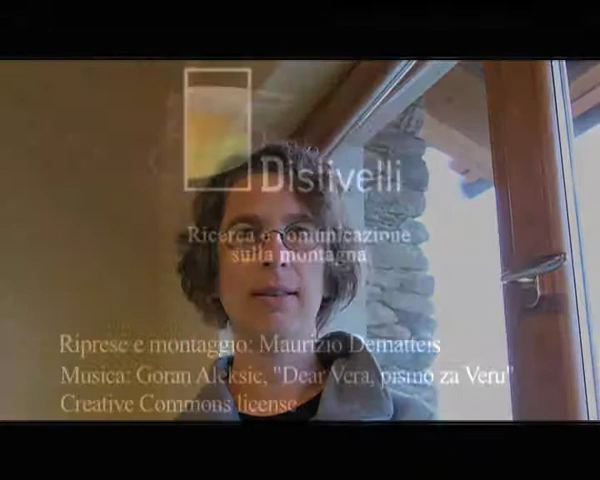 Dislivelli
Ricerca e comunicazione
sulla montagna
Riprese e montaggio: Maurizio Dematteis
Musica: Goran Aleksic, "Dear Vera, pismo za Veru"
Creative Commons license